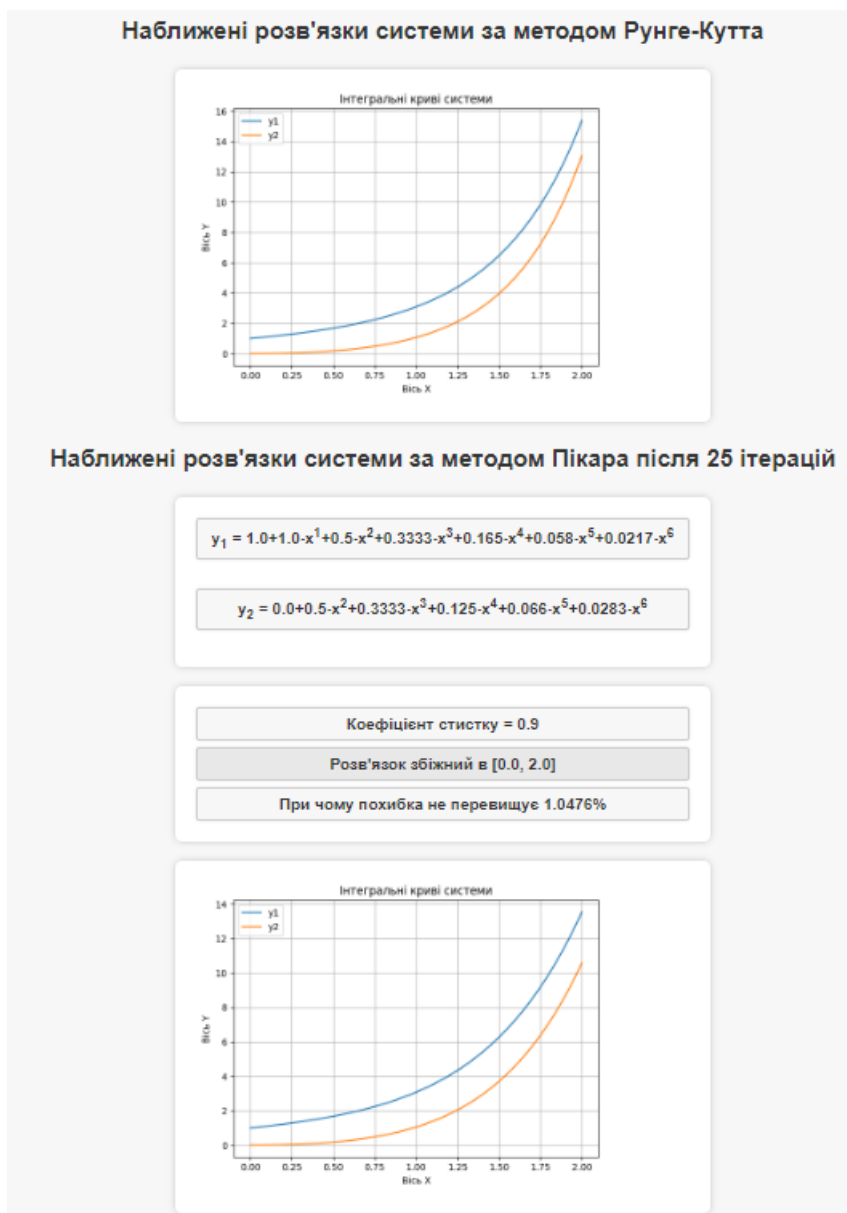 Наближені розв'язки системи за методом Рунге-Кутта
Інтегральні криві системи
y1
y2
16
14
12
10
8
6
4
2
0
Вісь Y
0.00 0.25 0.50 0.75 1.00 1.25 1.50 1.75 2.00
Вісь X
Наближені розв'язки системи за методом Пікара після 25 ітерацій
y₁ = 1.0+1.0-x¹+0.5-x²+0.3333-x³+0.165-x⁴+0.058-x⁵+0.0217-x⁶
y₂ = 0.0+0.5-x²+0.3333-x³+0.125-x⁴+0.066-x⁵+0.0283-x⁶
Коефіцієнт стистку = 0.9
Розв'язок збіжний в [0.0, 2.0]
При чому похибка не перевищує 1.0476%
Інтегральні криві системи
y1
y2
14
12
10
8
6
4
2
0
Вісь Y
0.00 0.25 0.50 0.75 1.00 1.25 1.50 1.75 2.00
Вісь X